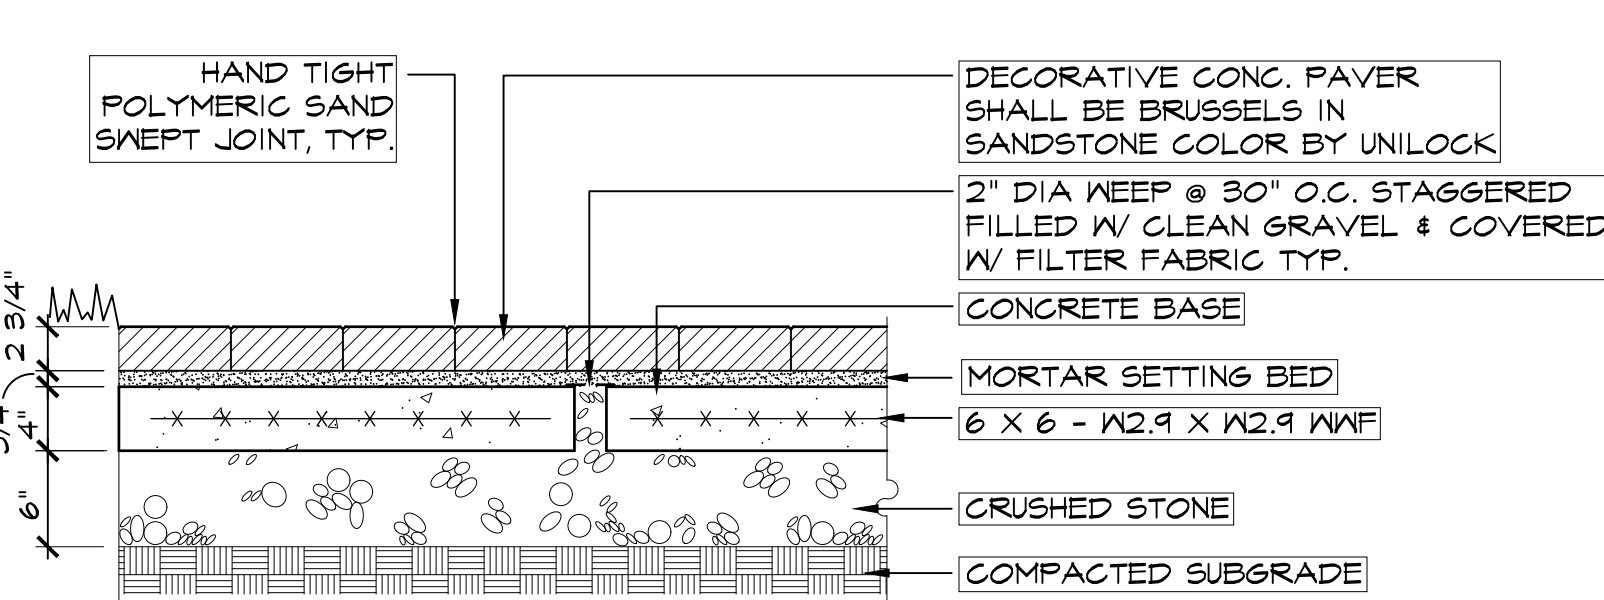 HAND TIGHT
POLYMERIC SAND
SWEPT JOINT, TYP.
DECORATIVE CONC. PAVER
SHALL BE BRUSSELS IN
SANDSTONE COLOR BY UNILOCK
2" DIA WEEP @ 30" O.C. STAGGERED
FILLED W/ CLEAN GRAVEL & COVERED
W/ FILTER FABRIC TYP.
CONCRETE BASE
MORTAR SETTING BED
6 X 6 - W2.9 X W2.9 WWF
CRUSHED STONE
COMPACTED SUBGRADE
2 3/4"
4"
6"